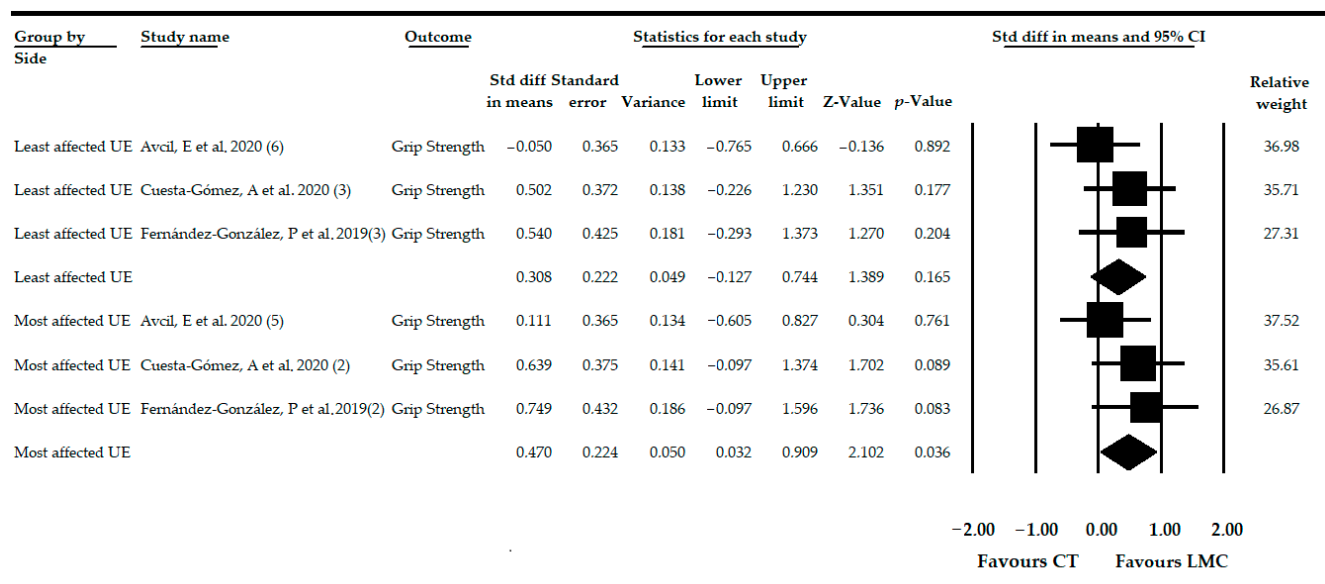 Group by Side Study name Outcome Statistics for each study Std diff in means and 95% CI
Std diff in means Standard error Variance Lower limit Upper limit Z-Value p-Value Relative weight
Least affected UE Avcil, E et al. 2020 (6) Grip Strength −0.050 0.365 0.133 −0.765 0.666 −0.136 0.892 36.98
Least affected UE Cuesta-Gómez, A et al. 2020 (3) Grip Strength 0.502 0.372 0.138 −0.226 1.230 1.351 0.177 35.71
Least affected UE Fernández-González, P et al.2019(3) Grip Strength 0.540 0.425 0.181 −0.293 1.373 1.270 0.204 27.31
Least affected UE 0.308 0.222 0.049 −0.127 0.744 1.389 0.165
Most affected UE Avcil, E et al. 2020 (5) Grip Strength 0.111 0.365 0.134 −0.605 0.827 0.304 0.761 37.52
Most affected UE Cuesta-Gómez, A et al. 2020 (2) Grip Strength 0.639 0.375 0.141 −0.097 1.374 1.702 0.089 35.61
Most affected UE Fernández-González, P et al.2019(2) Grip Strength 0.749 0.432 0.186 −0.097 1.596 1.736 0.083 26.87
Most affected UE 0.470 0.224 0.050 0.032 0.909 2.102 0.036
−2.00 −1.00 0.00 1.00 2.00
Favours CT Favours LMC